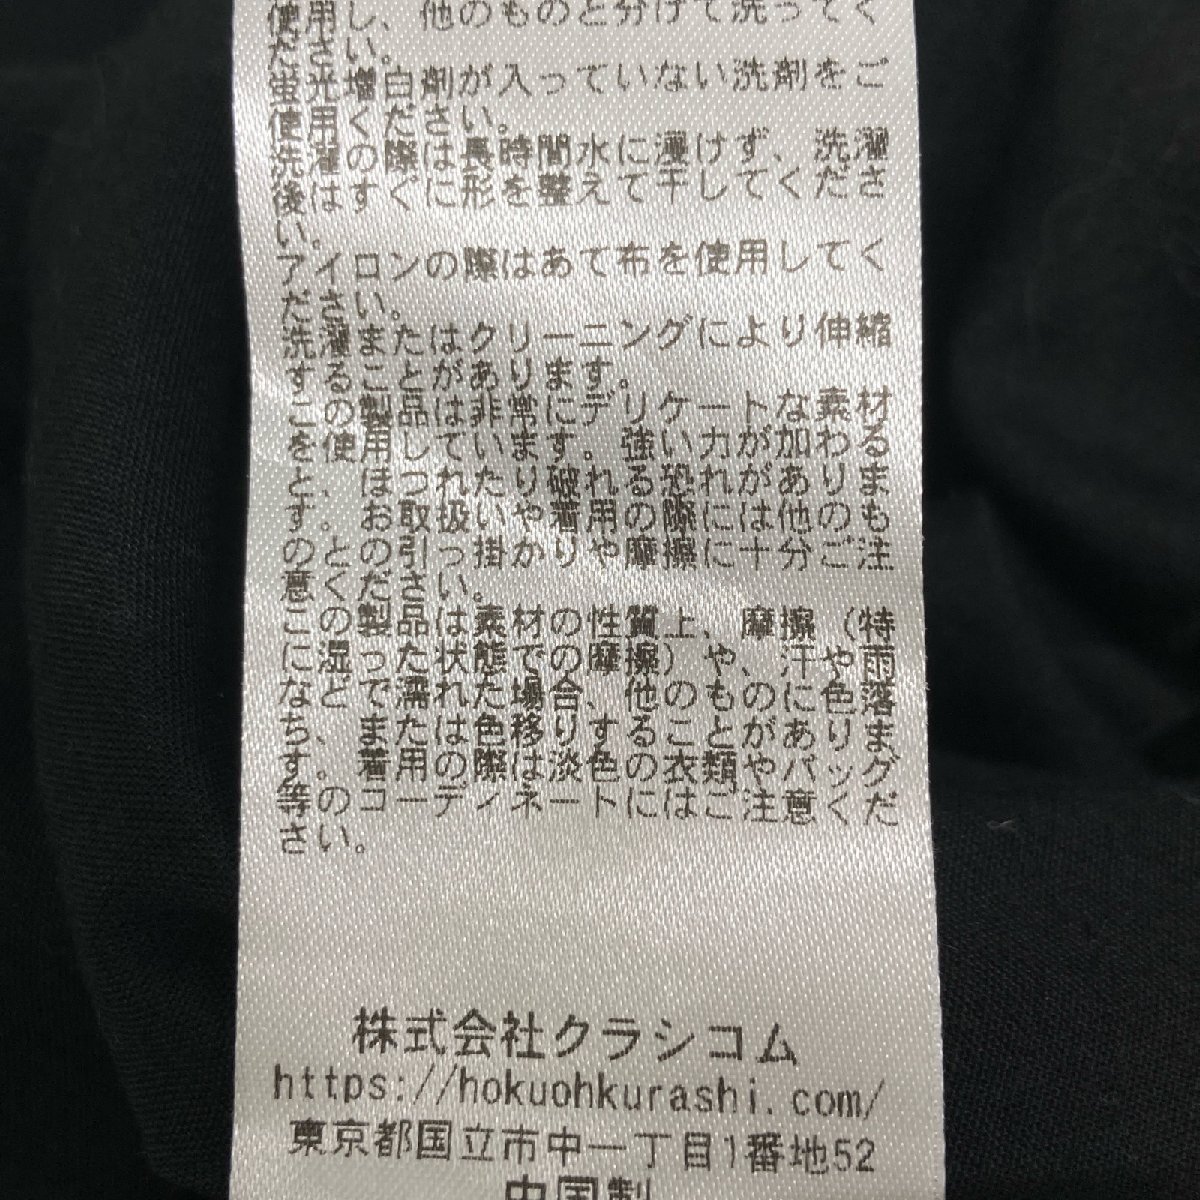 使用し、他のものと分けて洗ってく
ださい。
蛍光増白剤が入っていない洗剤をご
使用ください。
洗濯の際は長時間水に浸けず、洗濯
後はすぐに形を整えて干してくださ
い。
アイロンの際はあて布を使用してく
ださい。
洗濯またはクリーニングにより伸縮
することがあります。
この製品は非常にデリケートな素材
を使用しています。強い力が加わる
と、ほつれたり破れる恐れがありま
す。お取扱いや着用の際には他のも
のとの引っ掛かりや摩擦に十分ご注
意ください。
この製品は素材の性質上、摩擦（特
に湿った状態での摩擦）や、汗や雨
などで濡れた場合、他のものに色落
ち、または色移りすることがありま
す。着用の際は淡色の衣類やバッグ
等のコーディネートにはご注意くだ
さい。
株式会社クラシコム
https://hokuohkurashi.com/
東京都国立市中一丁目1番地52
中国製